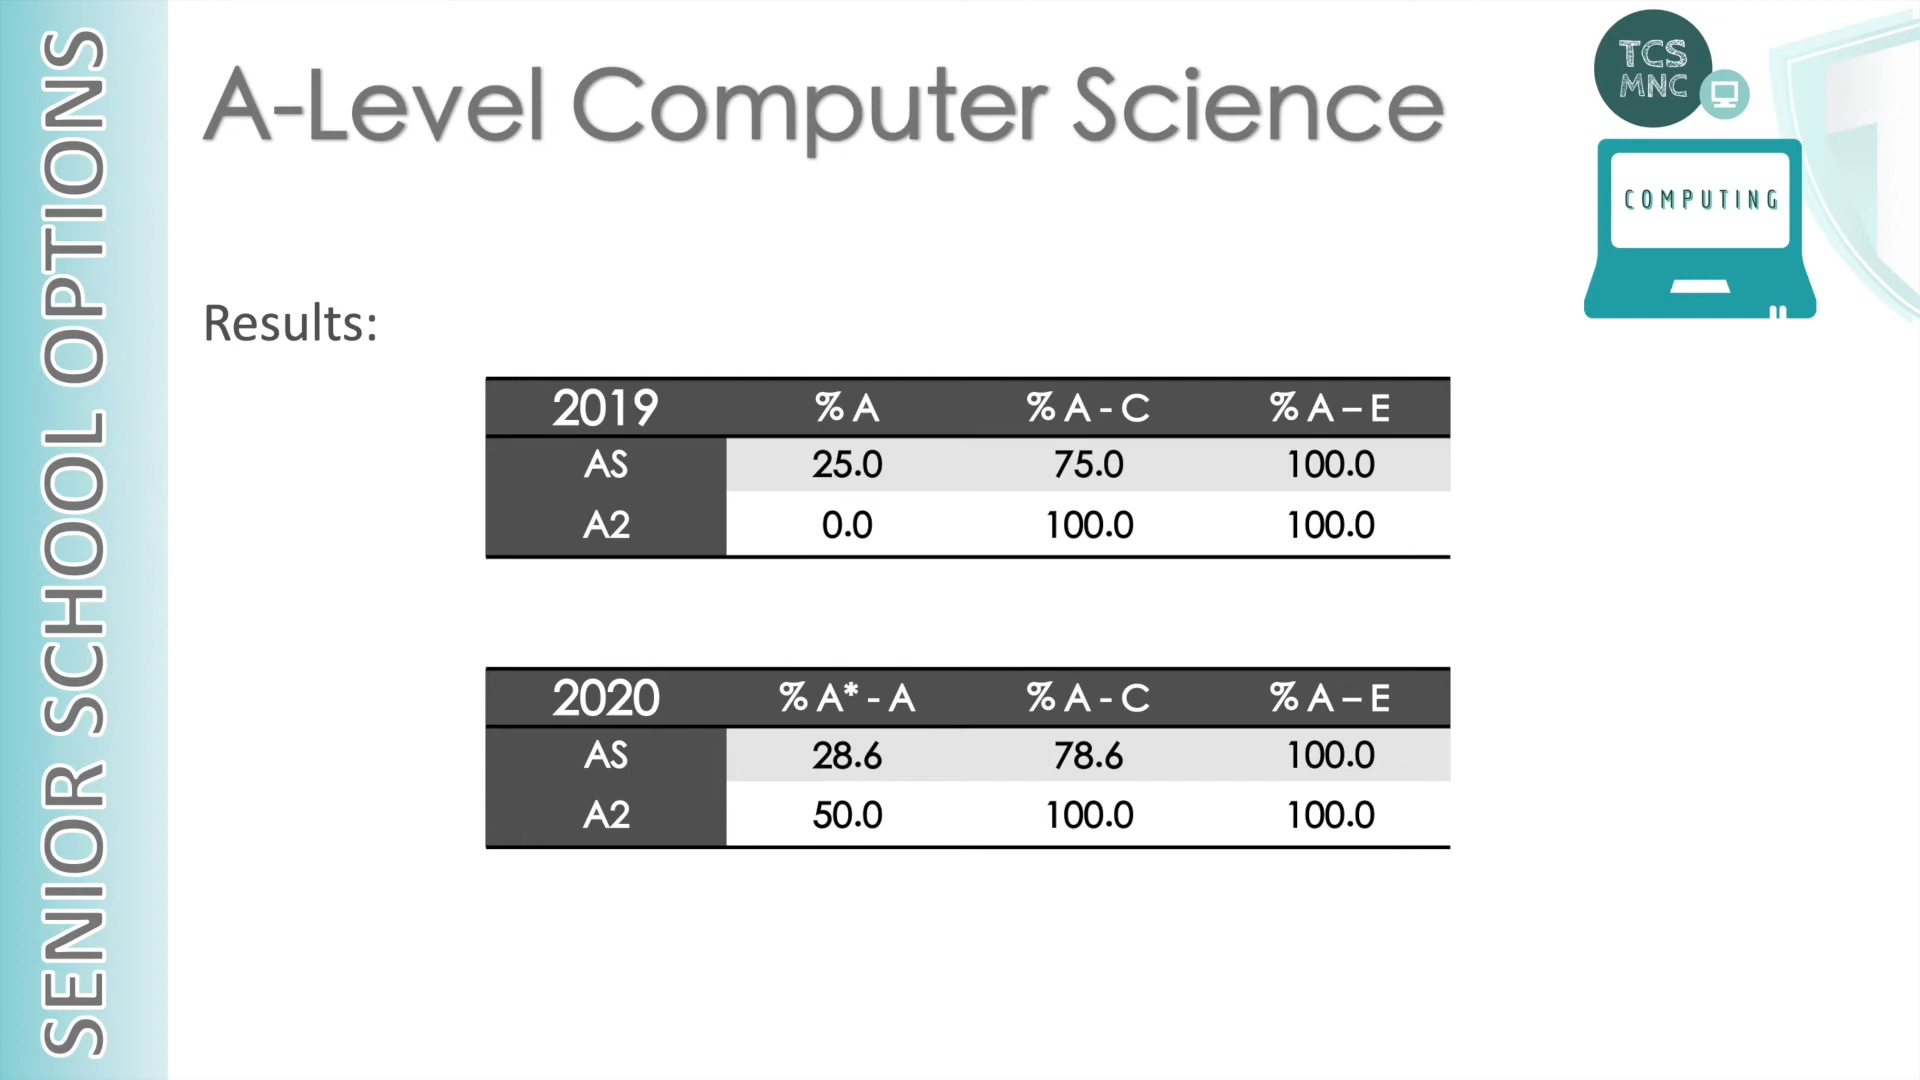 SENIOR SCHOOL OPTIONS
A-Level Computer Science
TCS
MNC
COMPUTING
Results:
2019 % A % A - C % A – E
AS 25.0 75.0 100.0
A2 0.0 100.0 100.0
2020 % A* - A % A - C % A – E
AS 28.6 78.6 100.0
A2 50.0 100.0 100.0